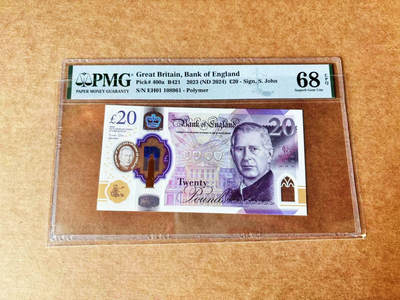 PMG
PAPER MONEY GUARANTY
Great Britain, Bank of England
Pick# 400a B421 2023 (ND 2024) £20 - Sign. S. John
S/N EH01 108961 - Polymer
68 EPQ
Superb Gem Unc
£20
Bank of England
20
Twenty
Pounds